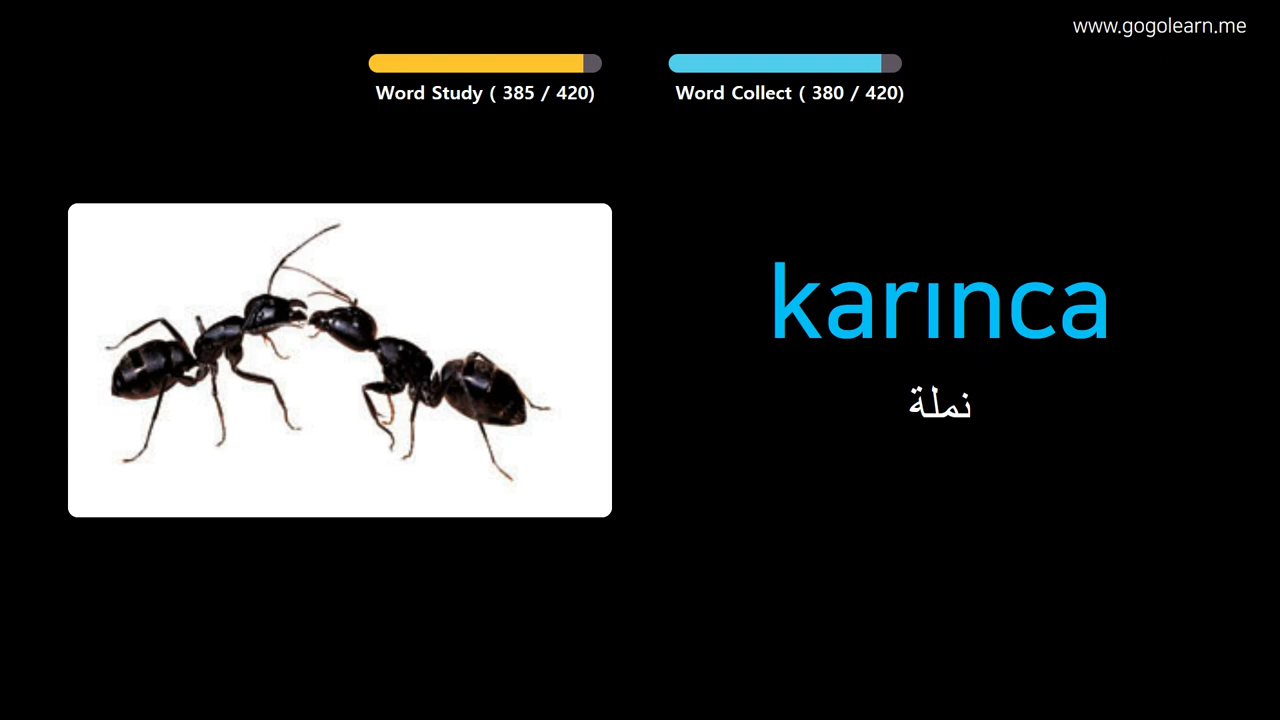 www.gogolearn.me
Word Study ( 385 / 420)
Word Collect ( 380 / 420)
karınca
نملة